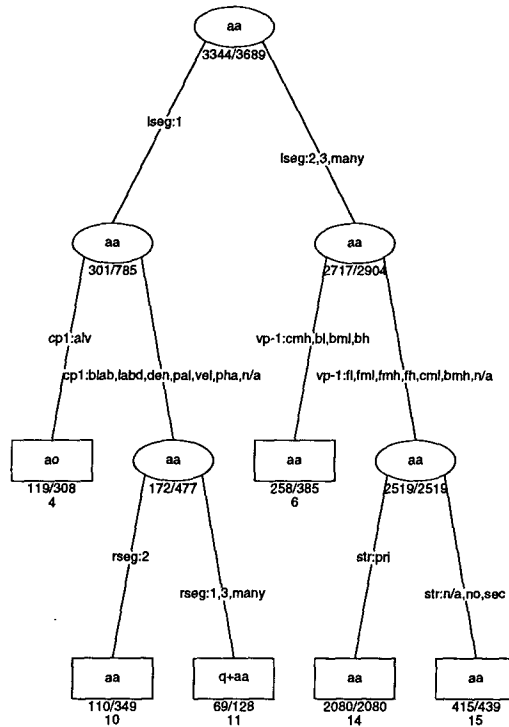 aa
3344/3689
lseg:1
lseg:2,3,many
aa
301/785
aa
2717/2904
cp1:alv
cp1:blab,labd,den,pal,vel,pha,n/a
vp-1:cmh,bl,bml,bh
vp-1:fl,fml,fmh,fh,cml,bmh,n/a
ao
119/308
4
aa
172/477
aa
258/385
6
aa
2519/2519
rseg:2
rseg:1,3,many
str:pri
str:n/a,no,sec
aa
110/349
10
q+aa
69/128
11
aa
2080/2080
14
aa
415/439
15